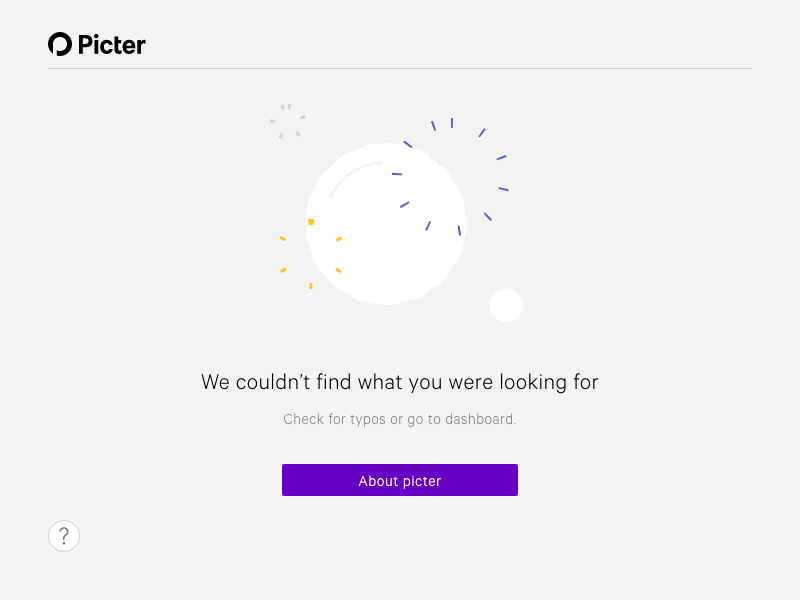 Picter
We couldn’t find what you were looking for
Check for typos or go to dashboard.
About picter
?